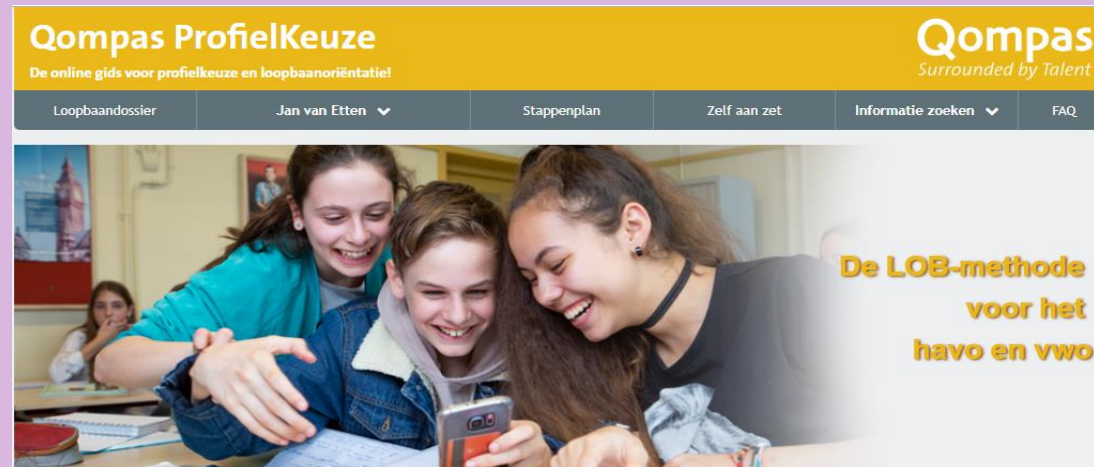 Qompas ProfielKeuze
De online gids voor profielkeuze en loopbaanoriëntatie!
Qompas
Surrounded by Talent
Loopbaandossier
Jan van Etten
Stappenplan
Zelf aan zet
Informatie zoeken
FAQ
De LOB-methode
voor het
havo en vwo